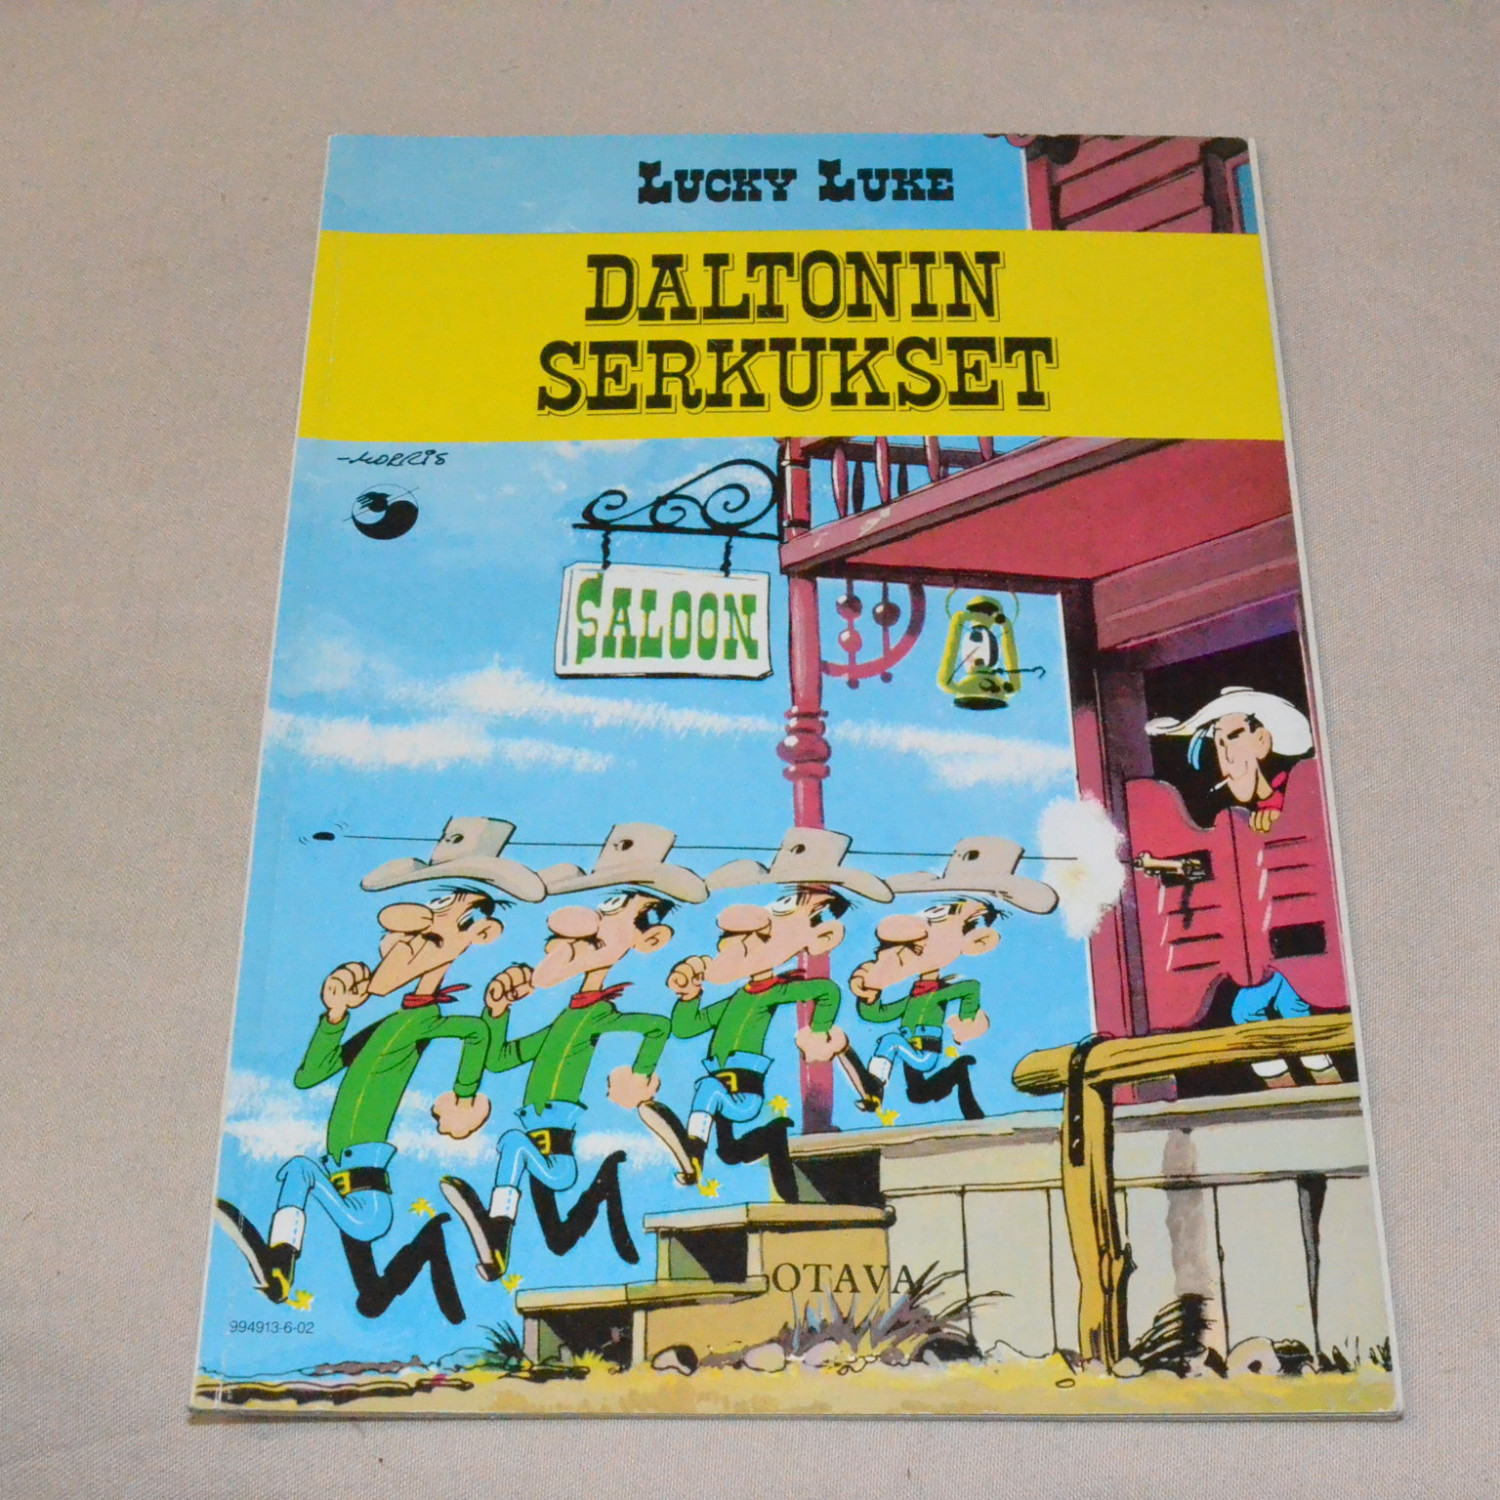 LUCKY LUKE
DALTONIN
SERKUKSET
-MORRIS
SALOON
OTAVA
994913-6-02